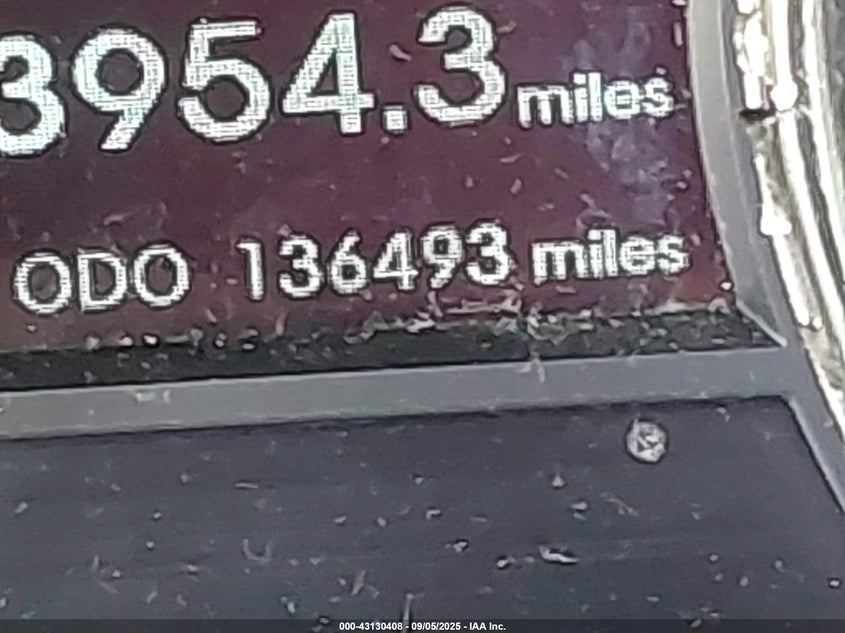 3954.3 miles
ODO 136493 miles
000-43130408 - 09/05/2025 - IAA Inc.